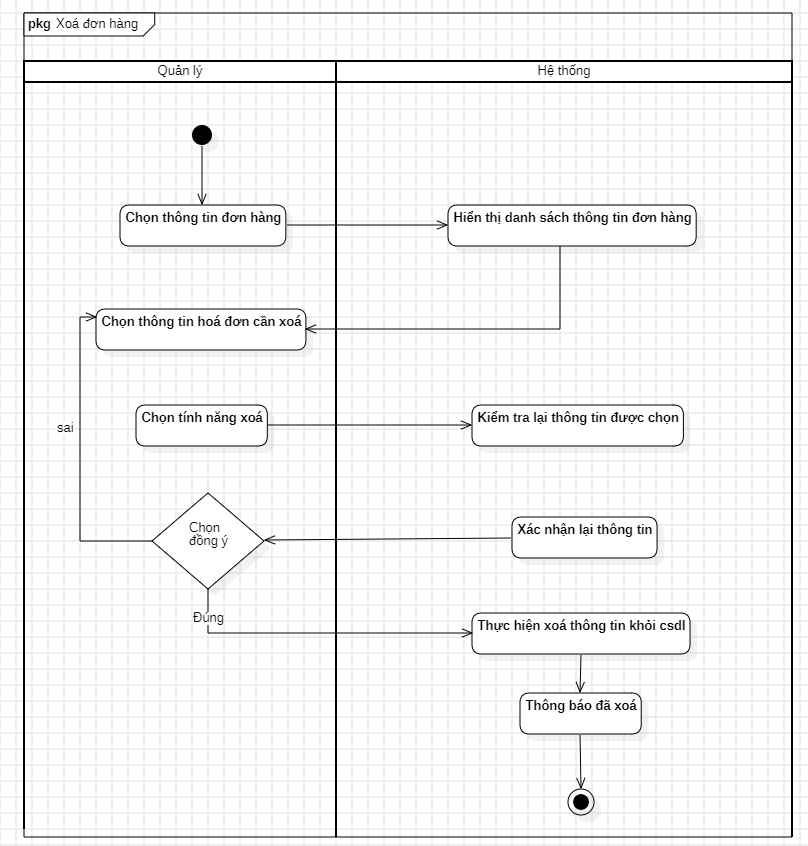 pkg Xoá đơn hàng
Quản lý
Hệ thống
Chọn thông tin đơn hàng
Hiển thị danh sách thông tin đơn hàng
Chọn thông tin hoá đơn cần xoá
Chọn tính năng xoá
Kiểm tra lại thông tin được chọn
sai
Chọn
đồng ý
Xác nhận lại thông tin
Đúng
Thực hiện xoá thông tin khỏi csdl
Thông báo đã xoá